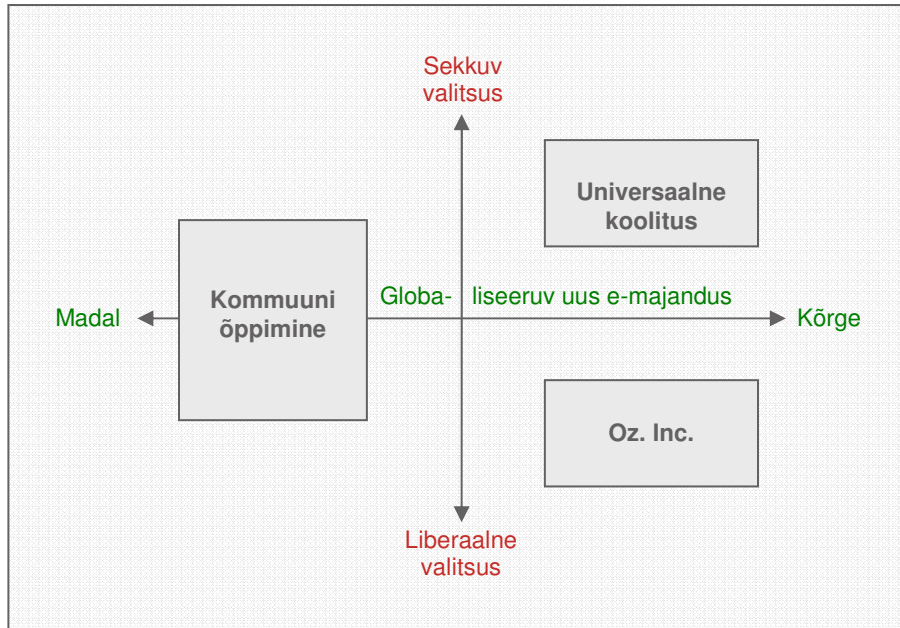 Sekkuv
valitsus
Universaalne
koolitus
Kommuuni
õppimine
Globa- liseeruv uus e-majandus
Madal
Kõrge
Oz. Inc.
Liberaalne
valitsus